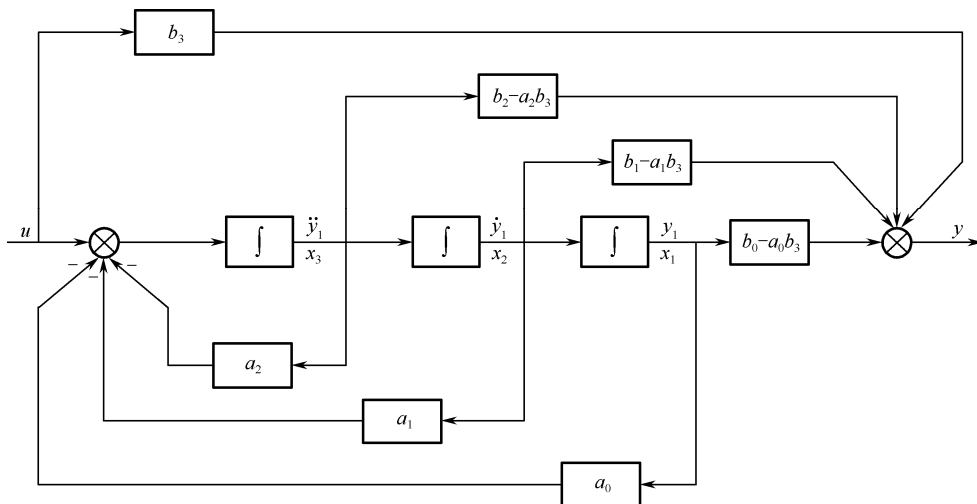 b₃
b₂−a₂b₃
b₁−a₁b₃
u
∫
ÿ₁
x₃
∫
ẏ₁
x₂
∫
y₁
x₁
b₀−a₀b₃
y
−
−
−
a₂
a₁
a₀